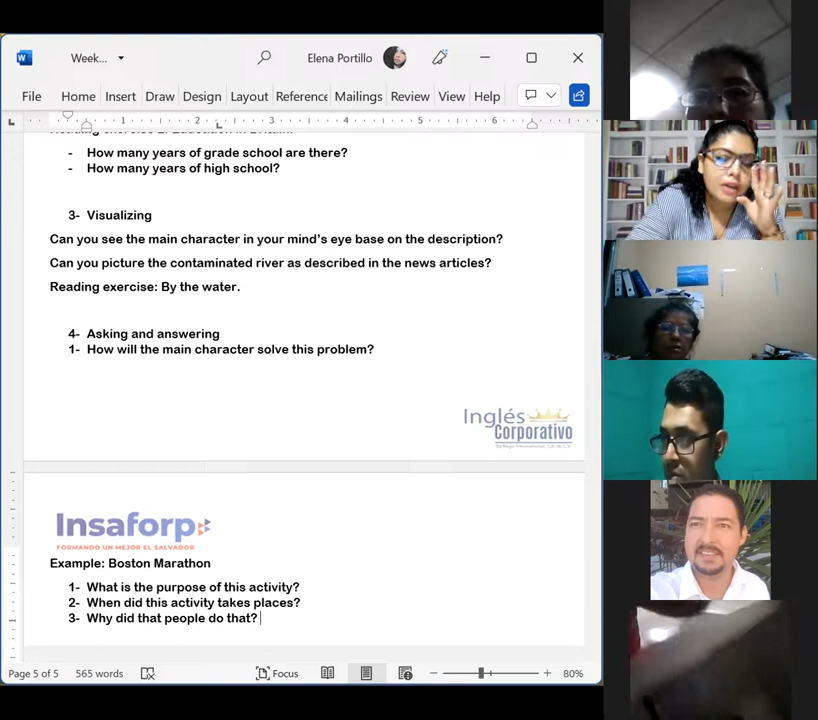 Week...
Elena Portillo
File Home Insert Draw Design Layout Reference Mailings Review View Help
1 2 3 4 5 6
- How many years of grade school are there?
- How many years of high school?
3- Visualizing
Can you see the main character in your mind's eye base on the description?
Can you picture the contaminated river as described in the news articles?
Reading exercise: By the water.
4- Asking and answering
1- How will the main character solve this problem?
Inglés
Corporativo
Insaforp
FORMANDO UN MEJOR EL SALVADOR
Example: Boston Marathon
1- What is the purpose of this activity?
2- When did this activity takes places?
3- Why did that people do that?
Page 5 of 5 565 words Focus 80%